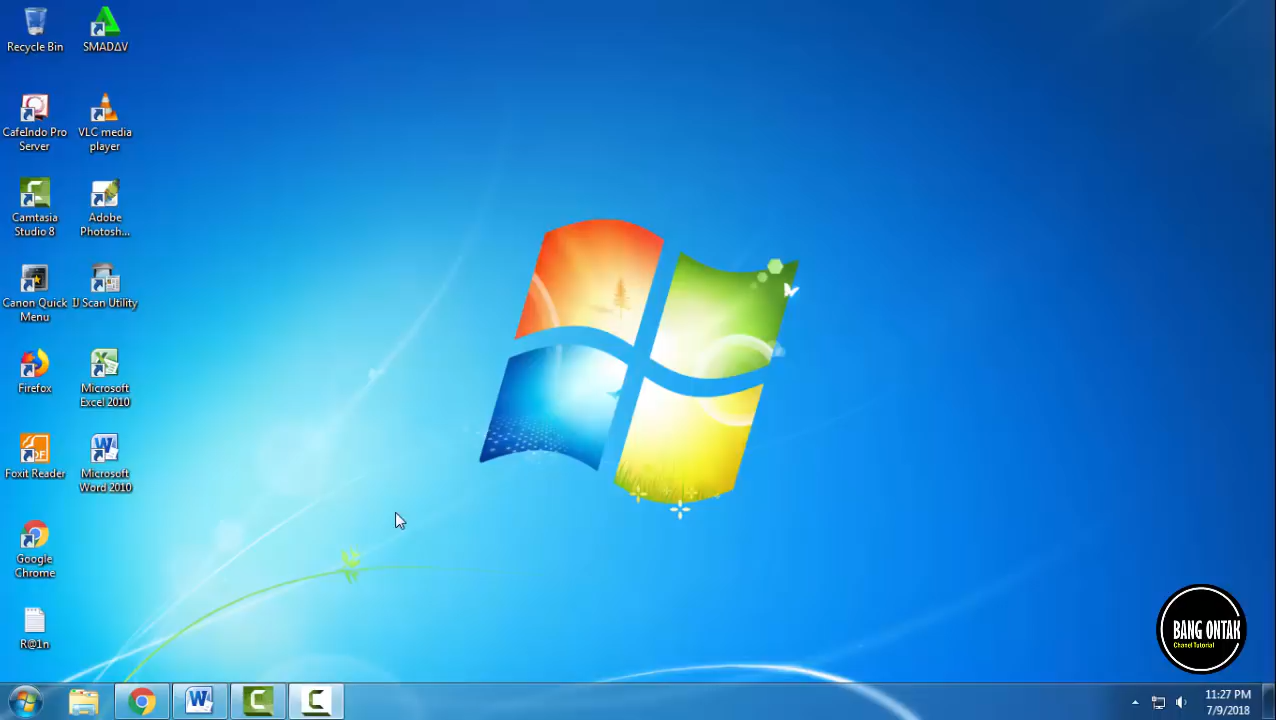 Recycle Bin
SMADΔV
CafeIndo Pro
Server
VLC media
player
Camtasia
Studio 8
Adobe
Photosh...
Canon Quick
Menu
IJ Scan Utility
Firefox
Microsoft
Excel 2010
Foxit Reader
Microsoft
Word 2010
Google
Chrome
R@1n
BANG ONTAK
Chanel Tutorial
11:27 PM
7/9/2018